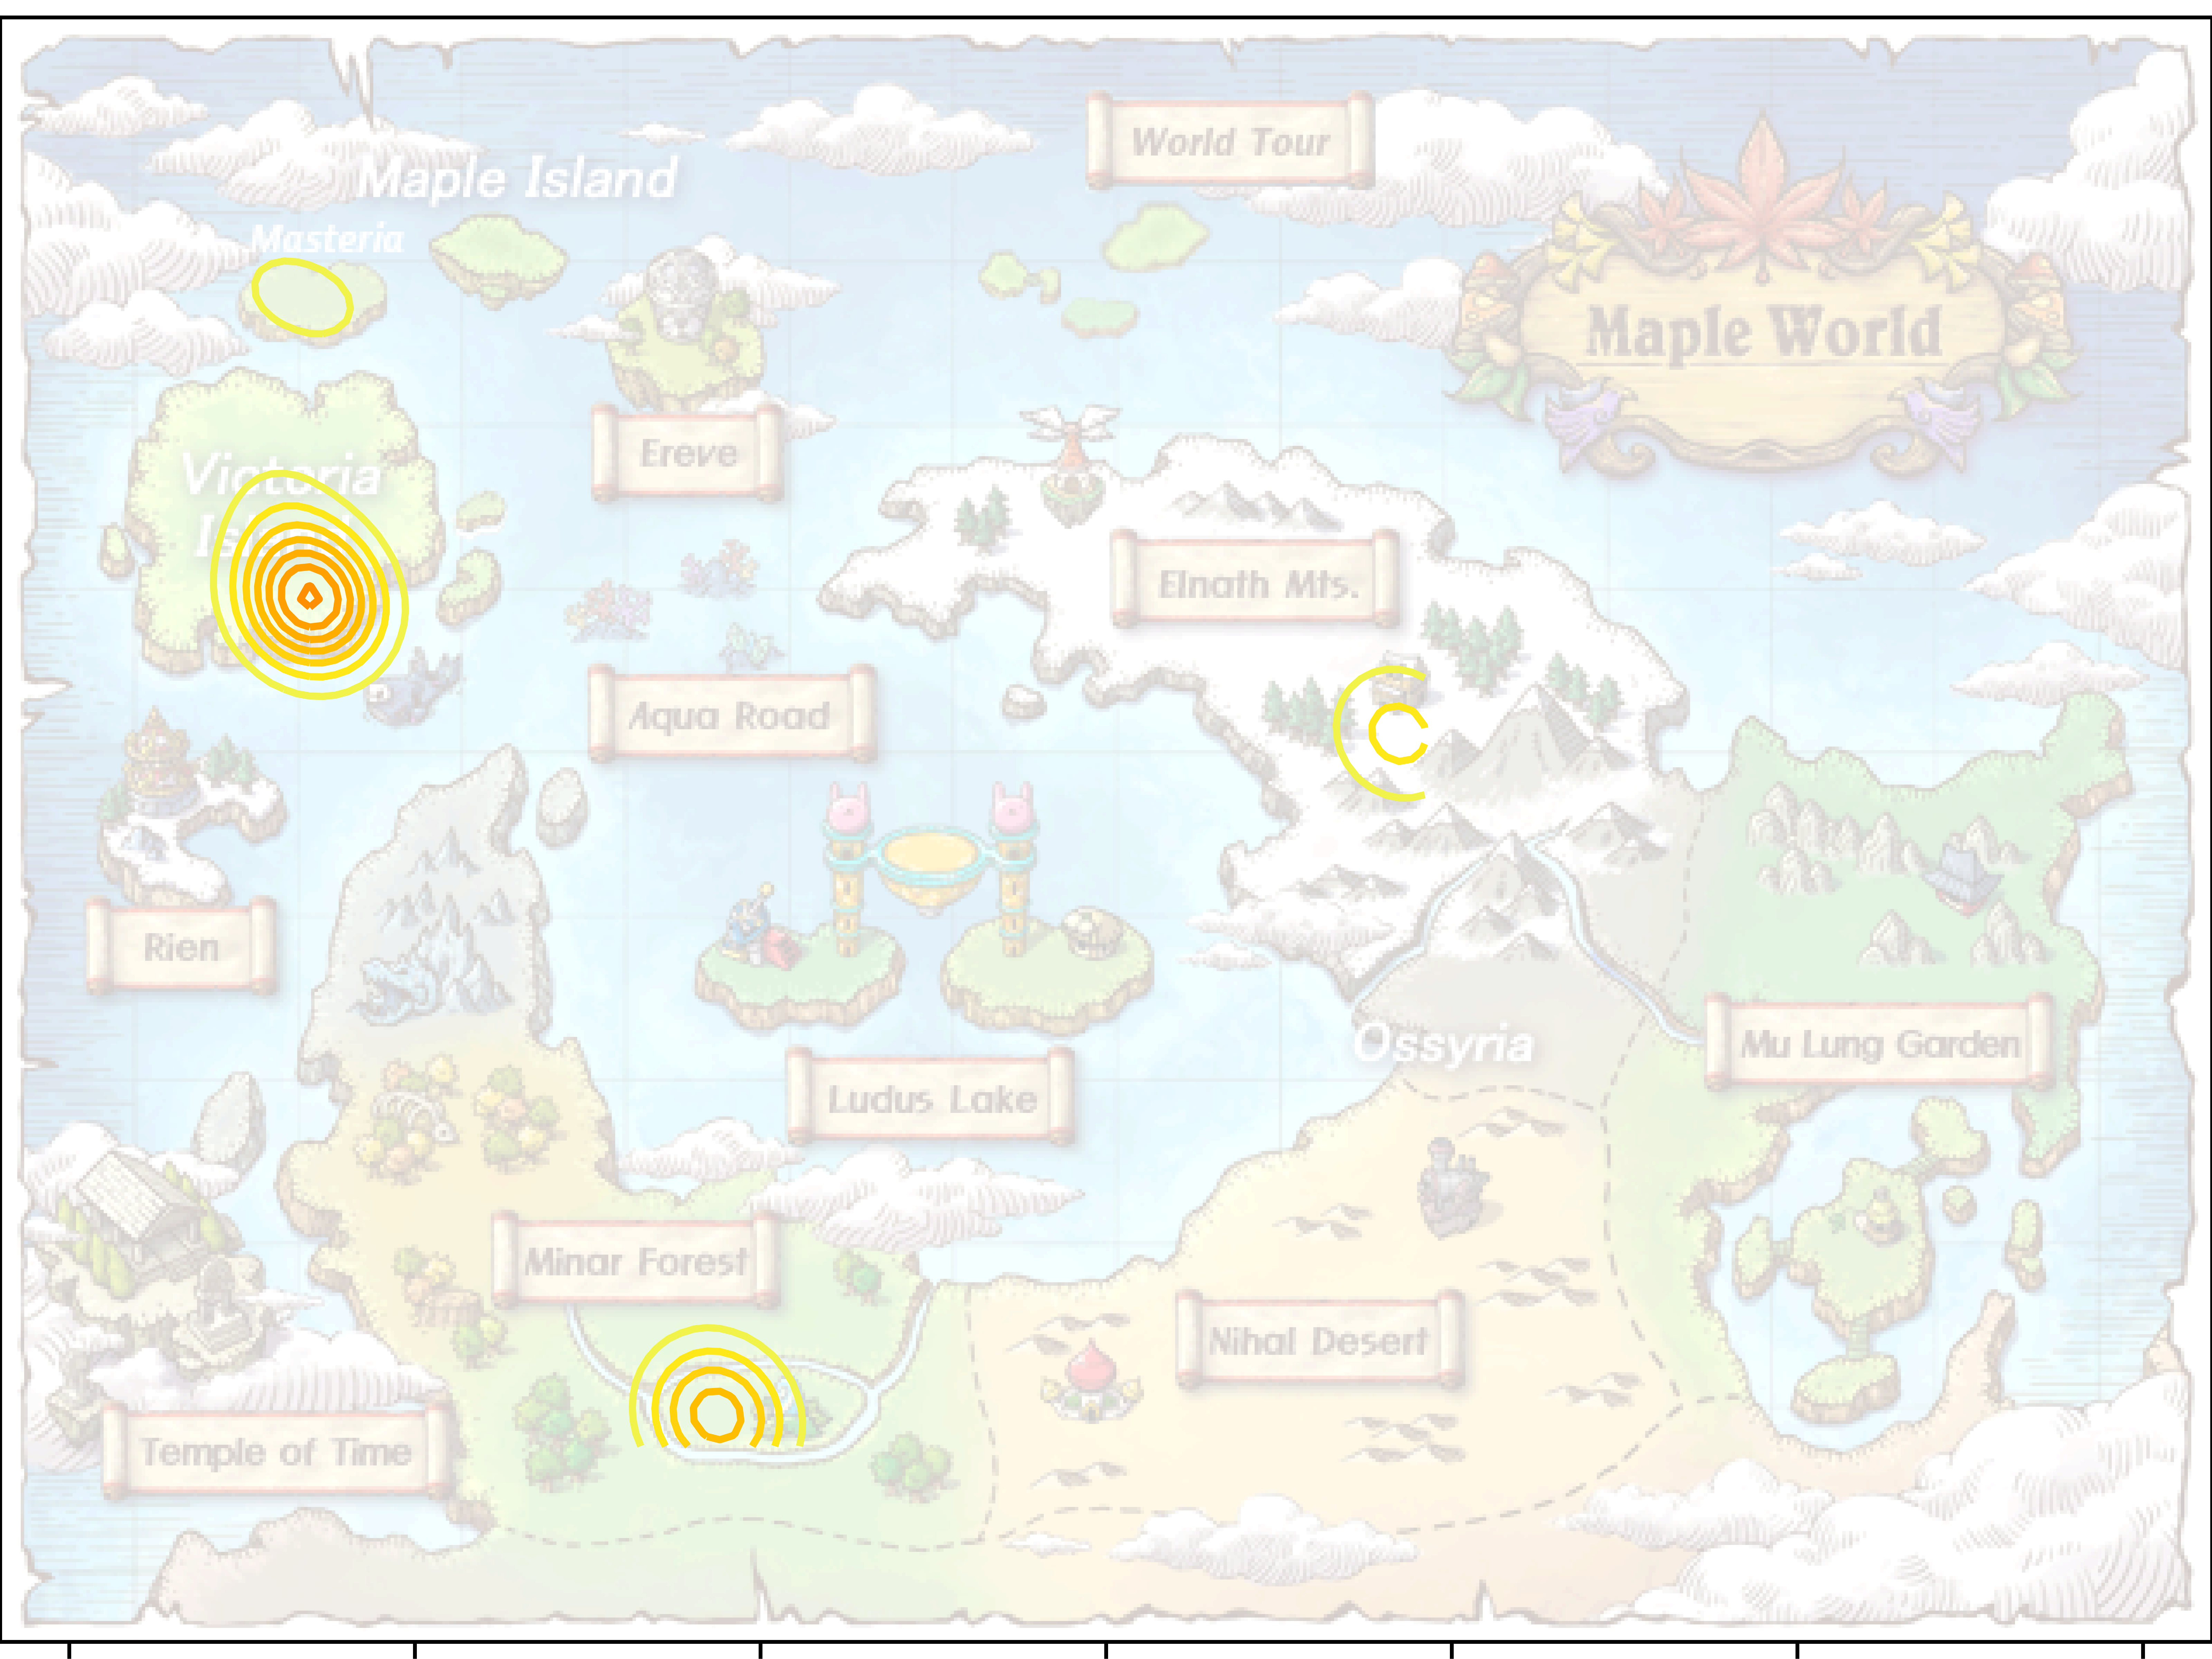 World Tour
Maple Island
Masteria
Maple World
Ereve
Victoria
Island
Elnath Mts.
Aqua Road
Rien
Ossyria
Mu Lung Garden
Ludus Lake
Minar Forest
Nihal Desert
Temple of Time